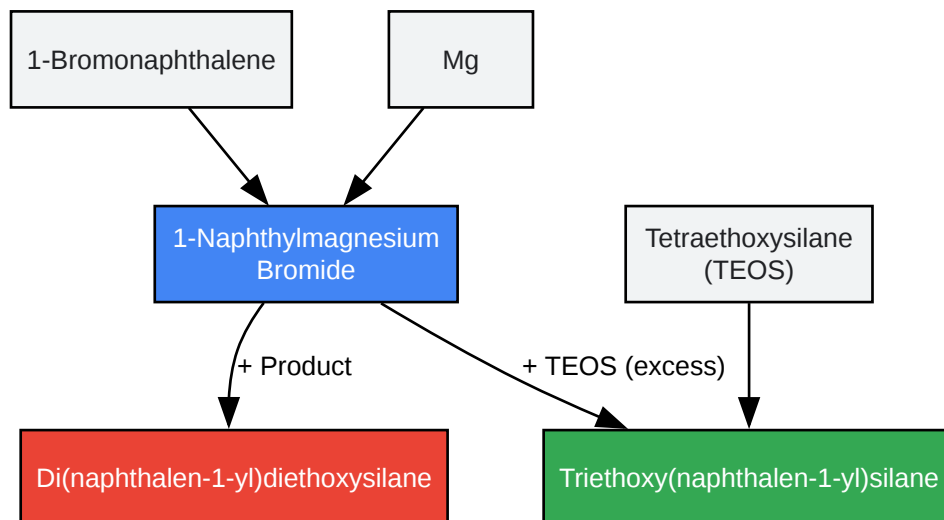 1-Bromonaphthalene
Mg
1-Naphthylmagnesium
Bromide
Tetraethoxysilane
(TEOS)
+ Product
+ TEOS (excess)
Di(naphthalen-1-yl)diethoxysilane
Triethoxy(naphthalen-1-yl)silane